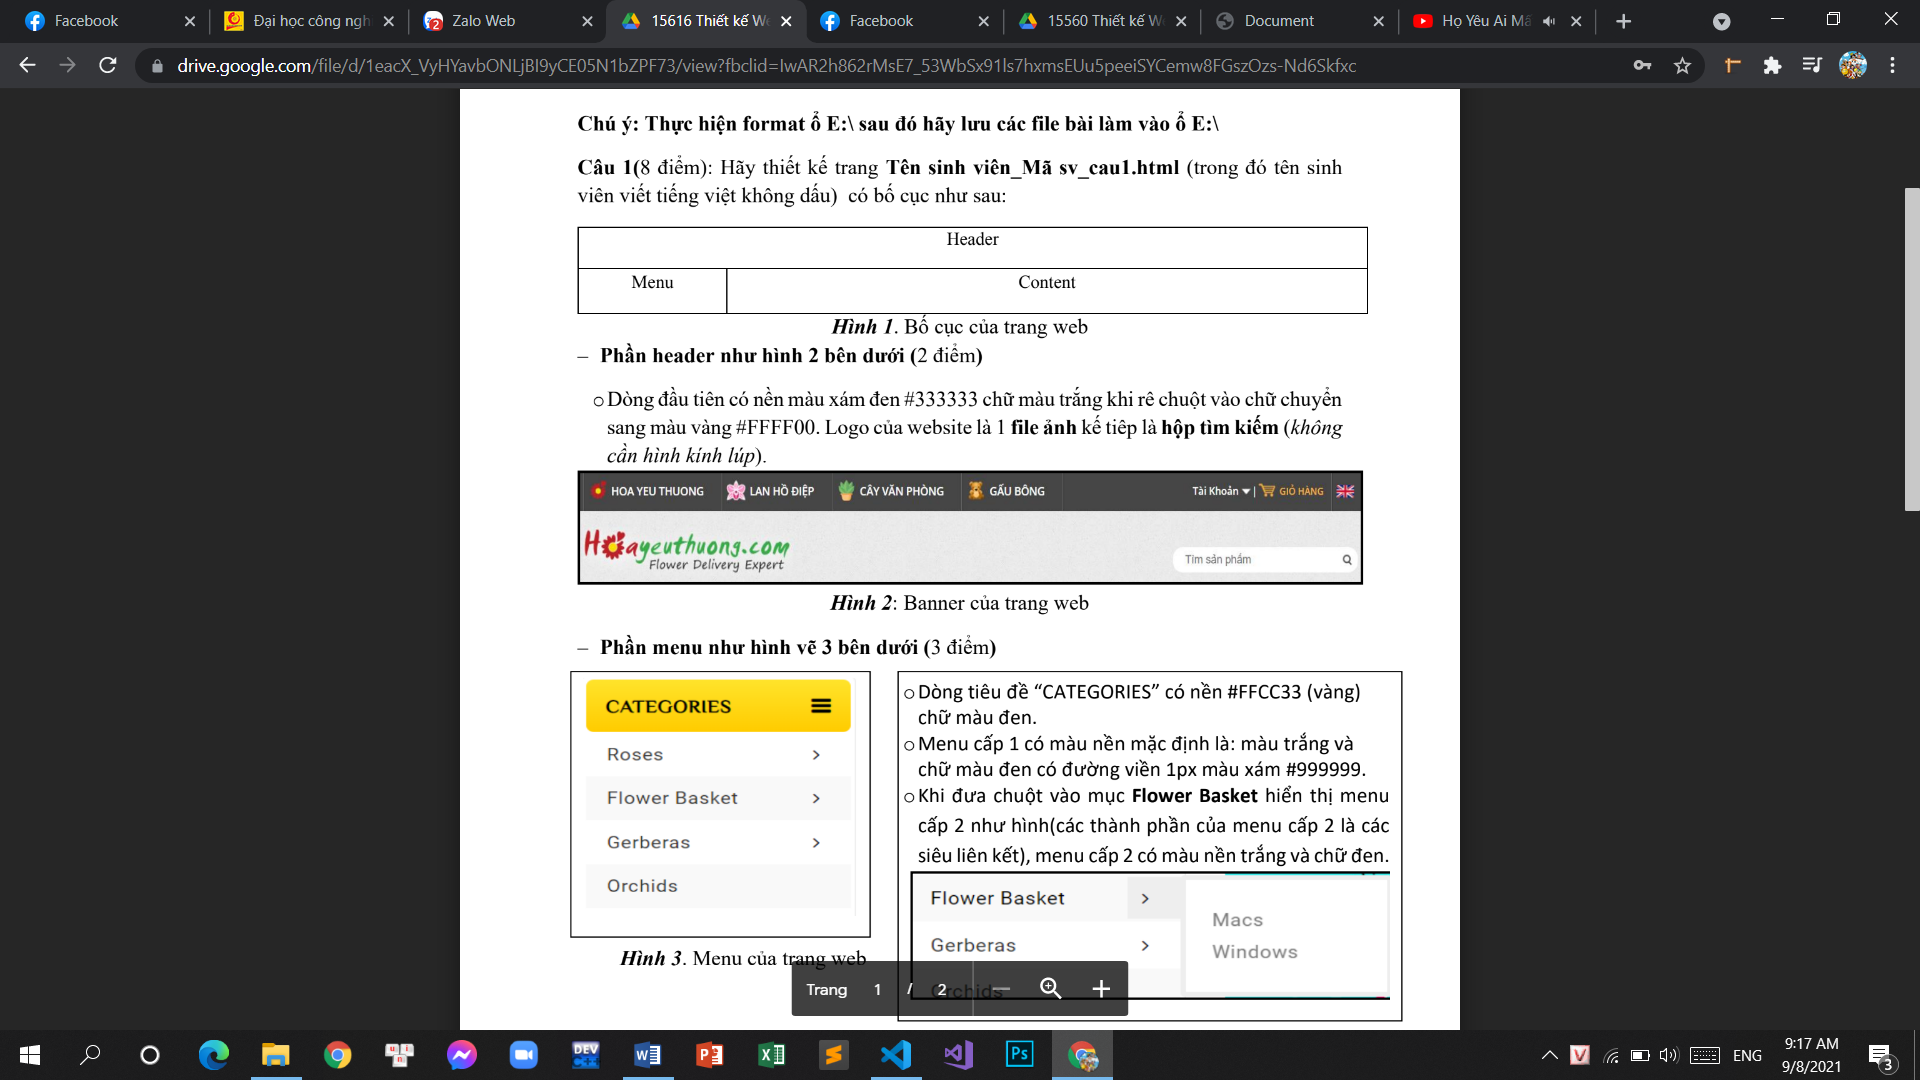 Facebook
Đại học công ngh
Zalo Web
15616 Thiết kế We
Facebook
15560 Thiết kế We
Document
Họ Yêu Ai Mấ
drive.google.com/file/d/1eacX_VyHYavbONLjBI9yCE05N1bZPF73/view?fbclid=IwAR2h862rMsE7_53WbSx91ls7hxmsEUu5peeiSYCemw8FGszOzs-Nd6Skfxc
Chú ý: Thực hiện format ổ E:\ sau đó hãy lưu các file bài làm vào ổ E:\
Câu 1(8 điểm): Hãy thiết kế trang Tên sinh viên_Mã sv_cau1.html (trong đó tên sinh
viên viết tiếng việt không dấu) có bố cục như sau:
Header
Menu
Content
Hình 1. Bố cục của trang web
– Phần header như hình 2 bên dưới (2 điểm)
o Dòng đầu tiên có nền màu xám đen #333333 chữ màu trắng khi rê chuột vào chữ chuyển
sang màu vàng #FFFF00. Logo của website là 1 file ảnh kế tiêp là hộp tìm kiếm (không
cần hình kính lúp).
HOA YEU THUONG
LAN HỒ ĐIỆP
CÂY VĂN PHÒNG
GẤU BÔNG
Tài Khoản
|
GIỎ HÀNG
Hoayeuthuong.com
Flower Delivery Expert
Tìm sản phẩm
Hình 2: Banner của trang web
– Phần menu như hình vẽ 3 bên dưới (3 điểm)
CATEGORIES
Roses >
Flower Basket >
Gerberas >
Orchids
Hình 3. Menu của trang web
o Dòng tiêu đề “CATEGORIES” có nền #FFCC33 (vàng)
chữ màu đen.
o Menu cấp 1 có màu nền mặc định là: màu trắng và
chữ màu đen có đường viền 1px màu xám #999999.
o Khi đưa chuột vào mục Flower Basket hiển thị menu
cấp 2 như hình(các thành phần của menu cấp 2 là các
siêu liên kết), menu cấp 2 có màu nền trắng và chữ đen.
Flower Basket >
Gerberas >
Orchids
Macs
Windows
Trang 1 / 2
DEV C++
ENG
9:17 AM
9/8/2021
3